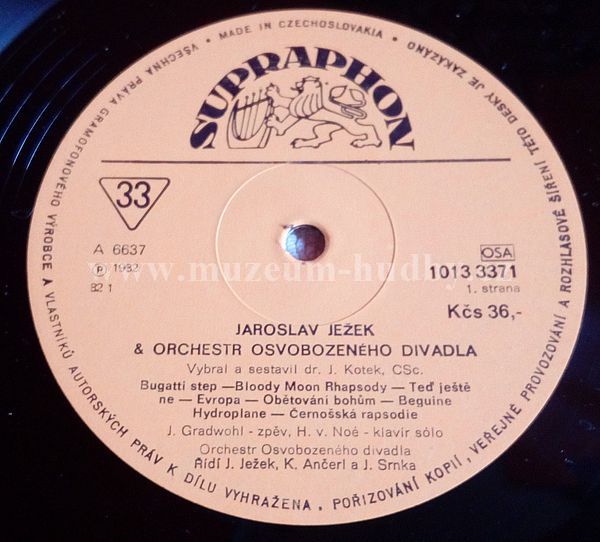 VŠECHNA PRÁVA GRAMOFONOVÉHO VÝROBCE A VLASTNÍKŮ AUTORSKÝCH PRÁV K DÍLU VYHRAŽENA. POŘIZOVÁNÍ KOPIÍ, VEŘEJNÉ PROVOZOVÁNÍ A ROZHLASOVÉ ŠÍŘENÍ TÉTO DESKY JE ZAKÁZÁNO • MADE IN CZECHOSLOVAKIA •
SUPRAPHON
33
A 6637
℗ 1982
82 1
OSA
1013 3371
1. strana
Kčs 36,-
www.muzeum-hudby.cz
JAROSLAV JEŽEK
& ORCHESTR OSVOBOZENÉHO DIVADLA
Vybral a sestavil dr. J. Kotek, CSc.
Bugatti step — Bloody Moon Rhapsody — Teď ještě
ne — Evropa — Obětování bohům — Beguine
Hydroplane — Černošská rapsodie
J. Gradwohl - zpěv, H. v. Noé - klavír sólo
Orchestr Osvobozeného divadla
Řídí J. Ježek, K. Ančerl a J. Srnka